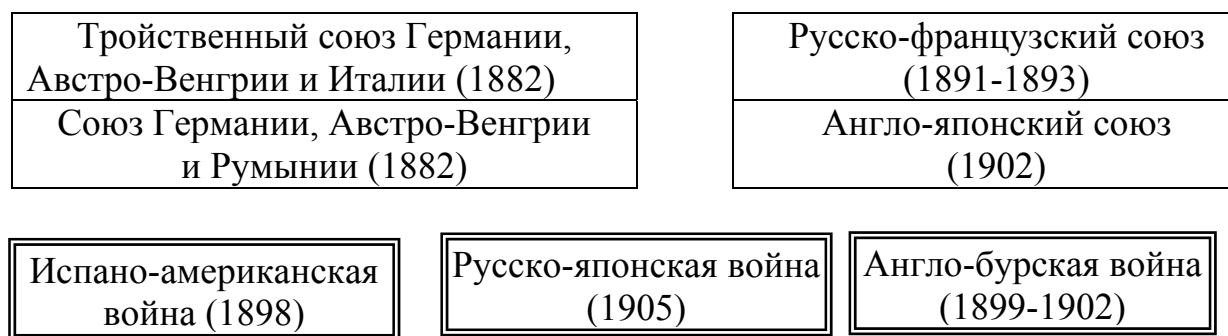 Тройственный союз Германии,
Австро-Венгрии и Италии (1882)
Союз Германии, Австро-Венгрии
и Румынии (1882)
Русско-французский союз
(1891-1893)
Англо-японский союз
(1902)
Испано-американская
война (1898)
Русско-японская война
(1905)
Англо-бурская война
(1899-1902)